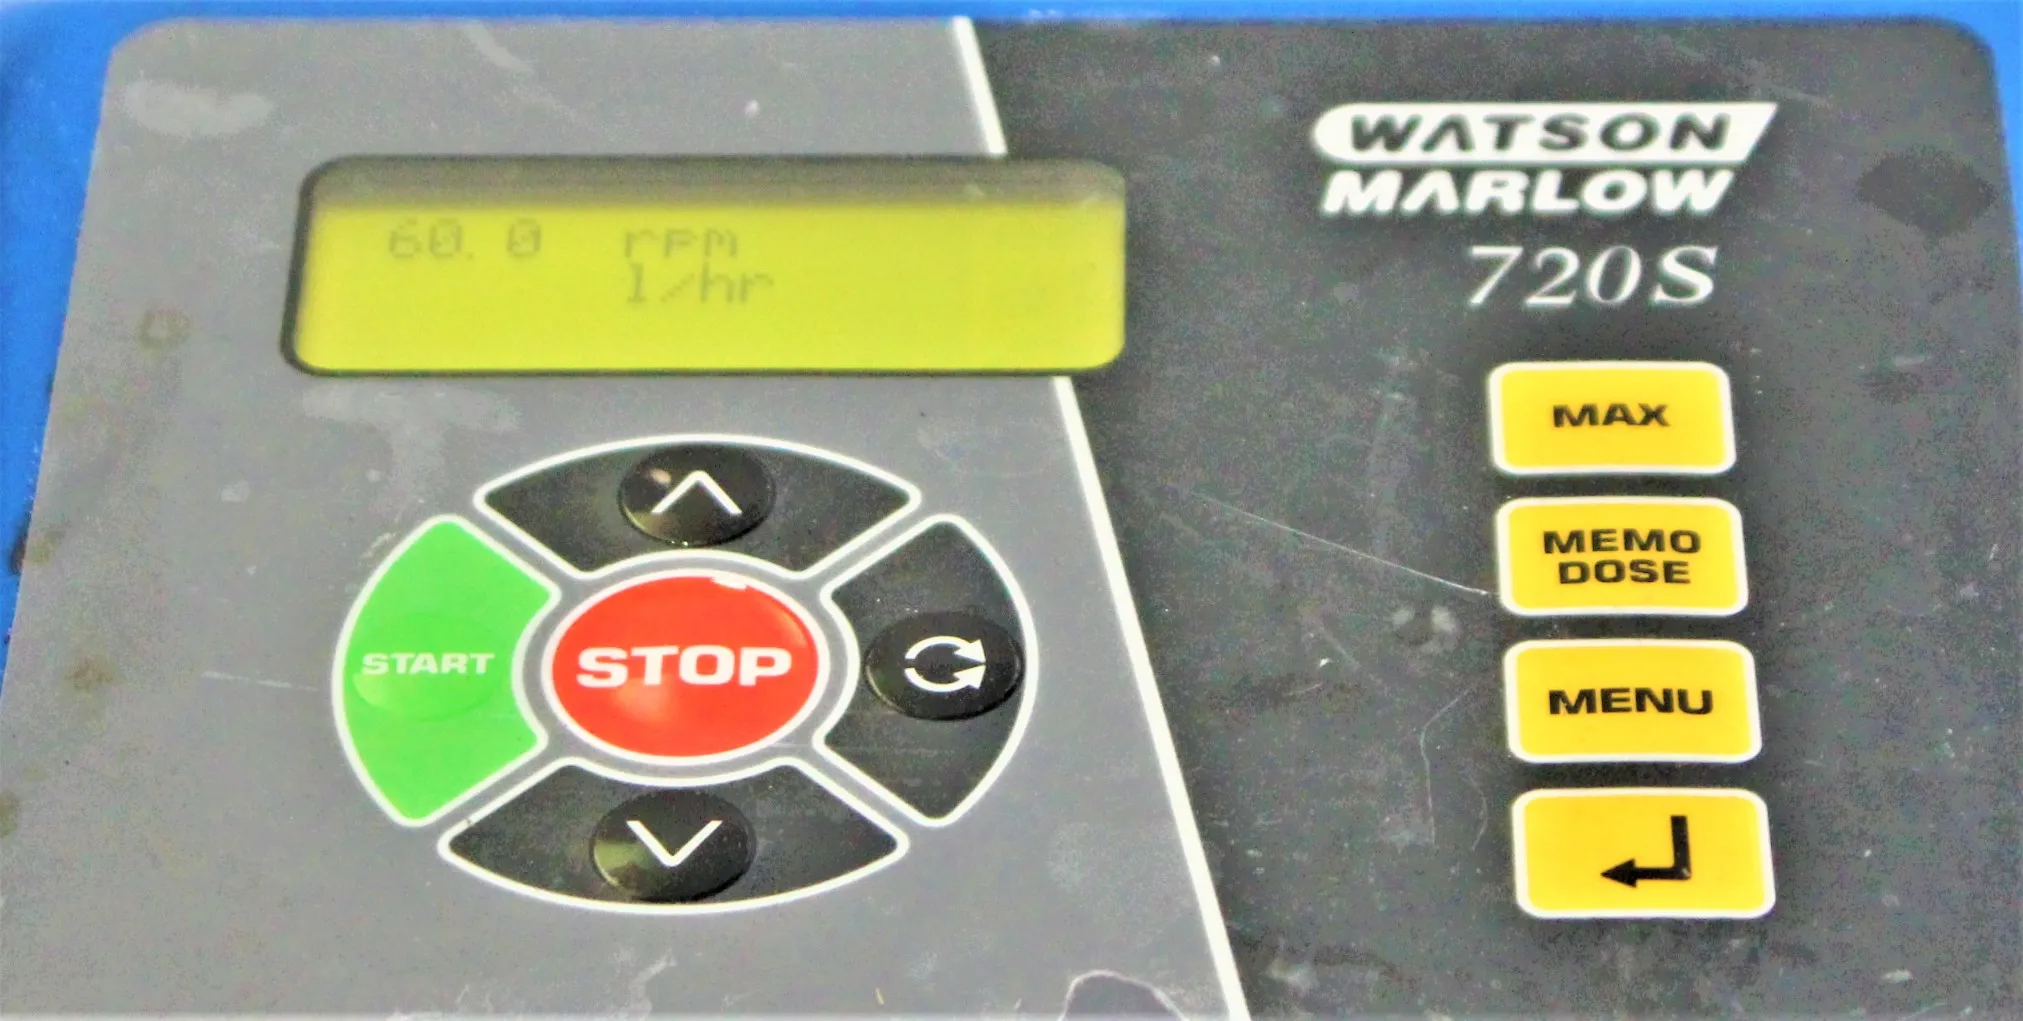 60.0 rpm
l/hr
WATSON
MARLOW
720S
MAX
MEMO
DOSE
MENU
START
STOP